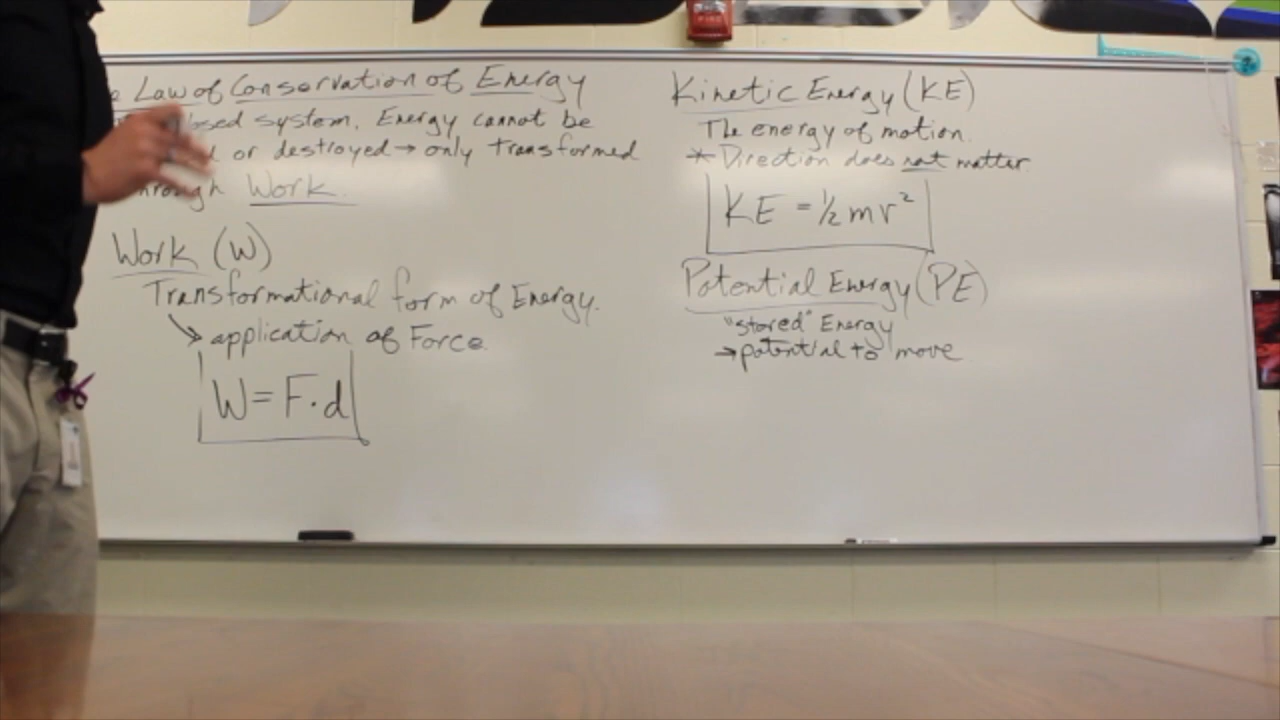 Law of Conservation of Energy
system, Energy cannot be
or destroyed → only transformed
through Work.
Work (W)
Transformational form of Energy.
↘ application of Force.
W = F · d
Kinetic Energy (KE)
The energy of motion.
* Direction does not matter.
KE = ½ mv²
Potential Energy (PE)
"stored" Energy
→ potential to move